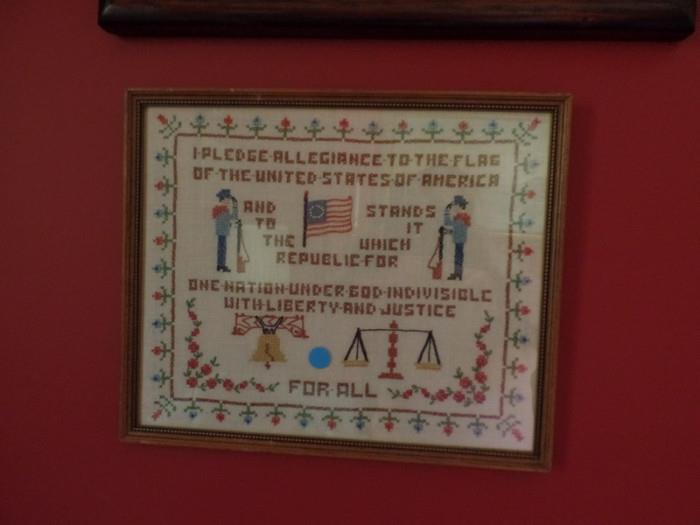 I·PLEDGE·ALLEGIANCE·TO·THE·FLAG
OF·THE·UNITED·STATES·OF·AMERICA
AND STANDS
TO IT
THE WHICH
REPUBLIC·FOR
ONE·NATION·UNDER·GOD·INDIVISIBLE
WITH·LIBERTY·AND·JUSTICE
FOR·ALL